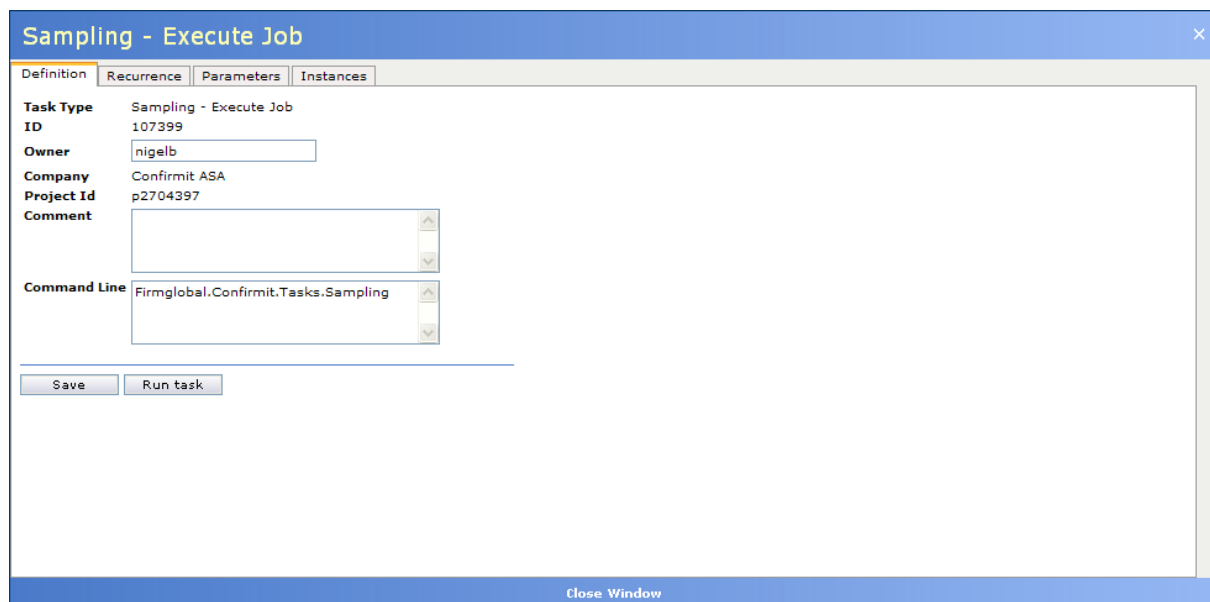 Sampling - Execute Job
Definition Recurrence Parameters Instances
Task Type Sampling - Execute Job
ID 107399
Owner nigelb
Company Confirmit ASA
Project Id p2704397
Comment
Command Line Firmglobal.Confirmit.Tasks.Sampling
Save Run task
Close Window